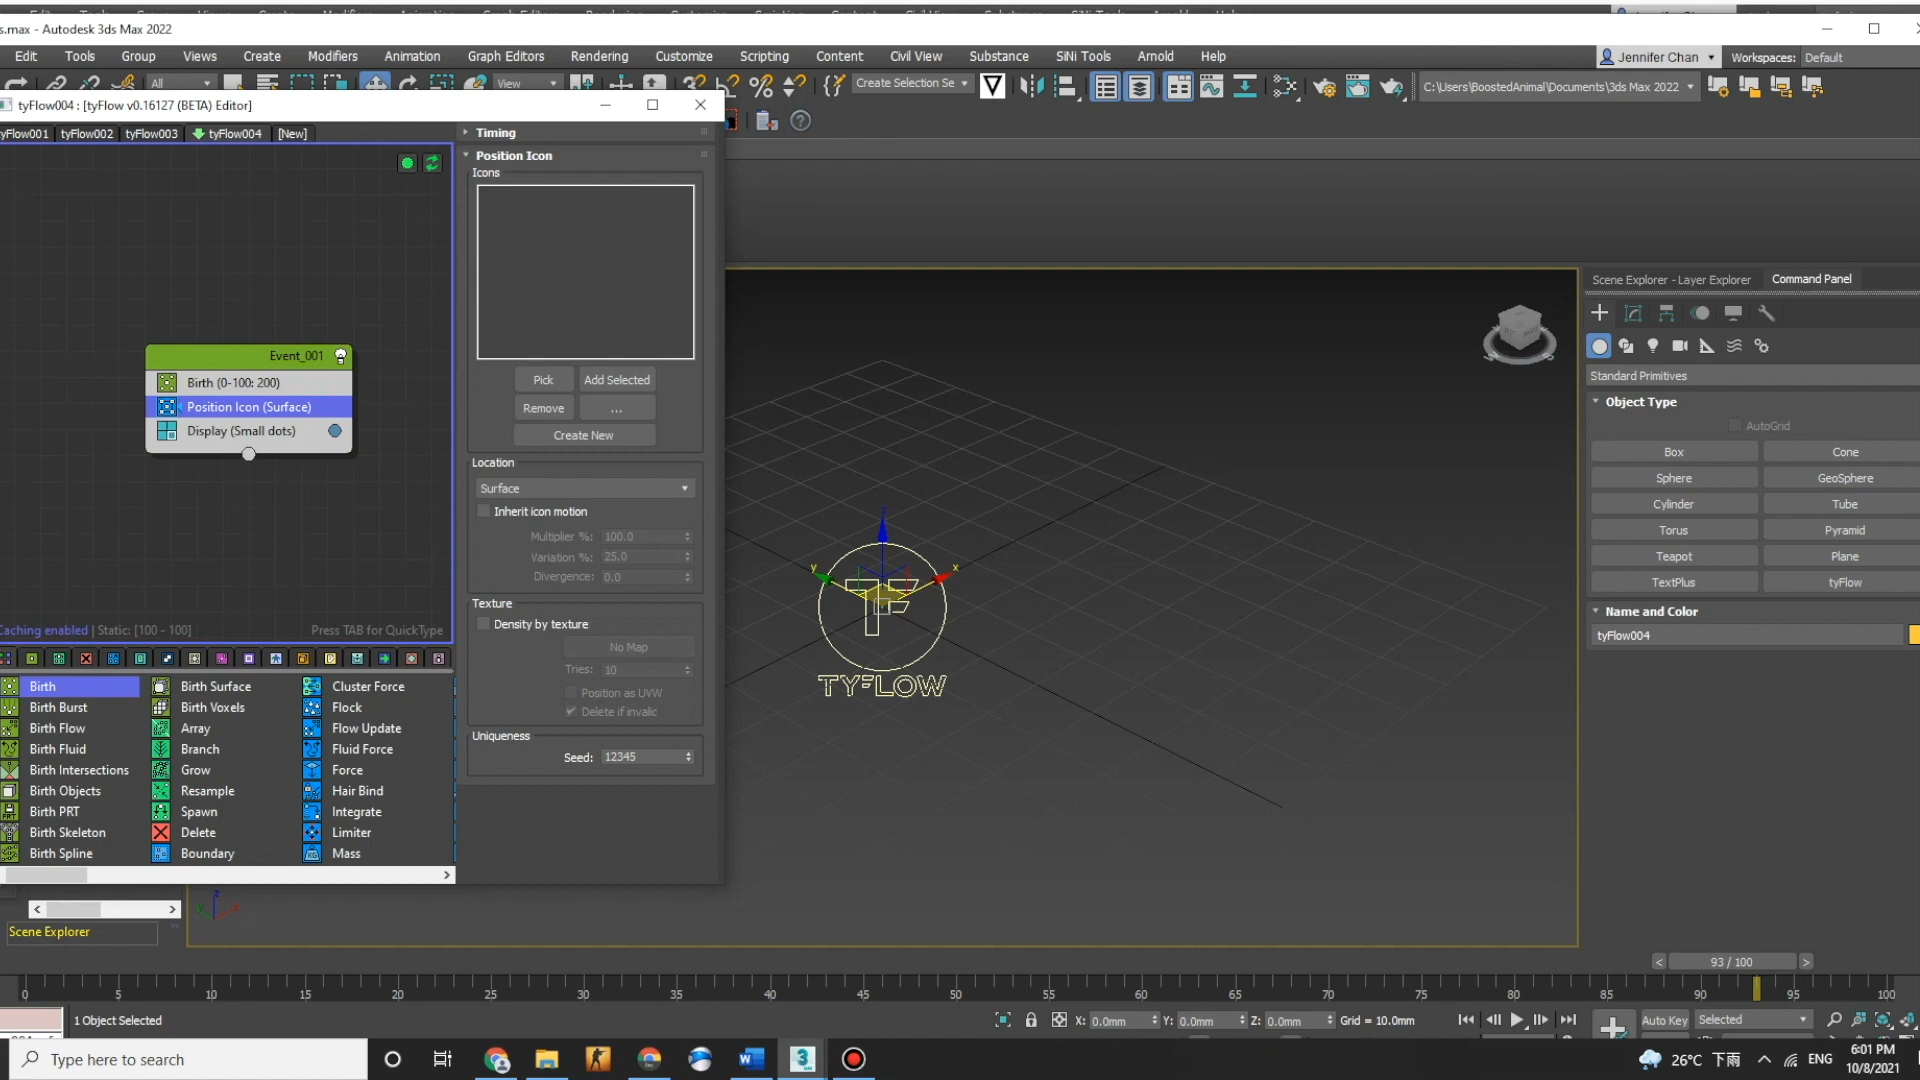 s.max - Autodesk 3ds Max 2022
Edit Tools Group Views Create Modifiers Animation Graph Editors Rendering Customize Scripting Content Civil View Substance SiNi Tools Arnold Help
Jennifer Chan Workspaces: Default
All View Create Selection Se C:\Users\BoostedAnimal\Documents\3ds Max 2022
tyFlow004 : [tyFlow v0.16127 (BETA) Editor]
tyFlow001 tyFlow002 tyFlow003 tyFlow004 [New]
Timing
Position Icon
Icons
Pick Add Selected
Remove ...
Create New
Location
Surface
Inherit icon motion
Multiplier %: 100.0
Variation %: 25.0
Divergence: 0.0
Texture
Density by texture
No Map
Tries: 10
Position as UVW
Delete if invalid
Uniqueness
Seed: 12345
Event_001
Birth (0-100: 200)
Position Icon (Surface)
Display (Small dots)
Caching enabled | Static: [100 - 100] Press TAB for QuickType
Birth Birth Surface Cluster Force
Birth Burst Birth Voxels Flock
Birth Flow Array Flow Update
Birth Fluid Branch Fluid Force
Birth Intersections Grow Force
Birth Objects Resample Hair Bind
Birth PRT Spawn Integrate
Birth Skeleton Delete Limiter
Birth Spline Boundary Mass
z
y x
TF
TYFLOW
Scene Explorer - Layer Explorer Command Panel
Standard Primitives
Object Type
AutoGrid
Box Cone
Sphere GeoSphere
Cylinder Tube
Torus Pyramid
Teapot Plane
TextPlus tyFlow
Name and Color
tyFlow004
Scene Explorer
< 93 / 100 >
0 5 10 15 20 25 30 35 40 45 50 55 60 65 70 75 80 85 90 95 100
1 Object Selected X: 0.0mm Y: 0.0mm Z: 0.0mm Grid = 10.0mm Auto Key Selected
Type here to search
26°C 下雨 ENG
6:01 PM
10/8/2021